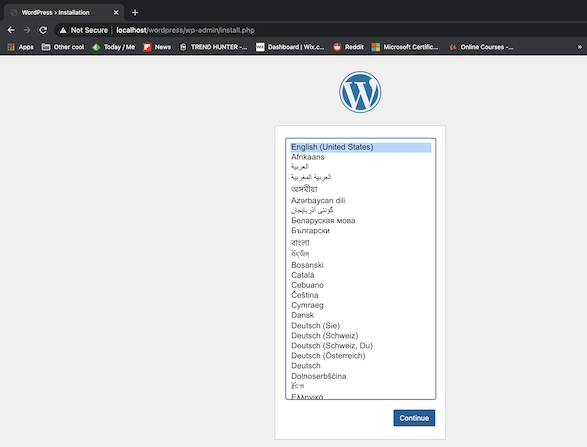 WordPress › Installation
Not Secure | localhost/wordpress/wp-admin/install.php
Apps Other cool Today / Me News TREND HUNTER -... Dashboard | Wix.c... Reddit Microsoft Certific... Online Courses -... »
English (United States)
Afrikaans
العربية
العربية المغربية
অসমীয়া
Azərbaycan dili
گؤنئی آذربایجان
Беларуская мова
Български
বাংলা
བོད་ཡིག
Bosanski
Català
Cebuano
Čeština
Cymraeg
Dansk
Deutsch (Sie)
Deutsch (Schweiz)
Deutsch (Schweiz, Du)
Deutsch (Österreich)
Deutsch
Dolnoserbšćina
རྫོང་ཁ
Ελληνικά
Continue